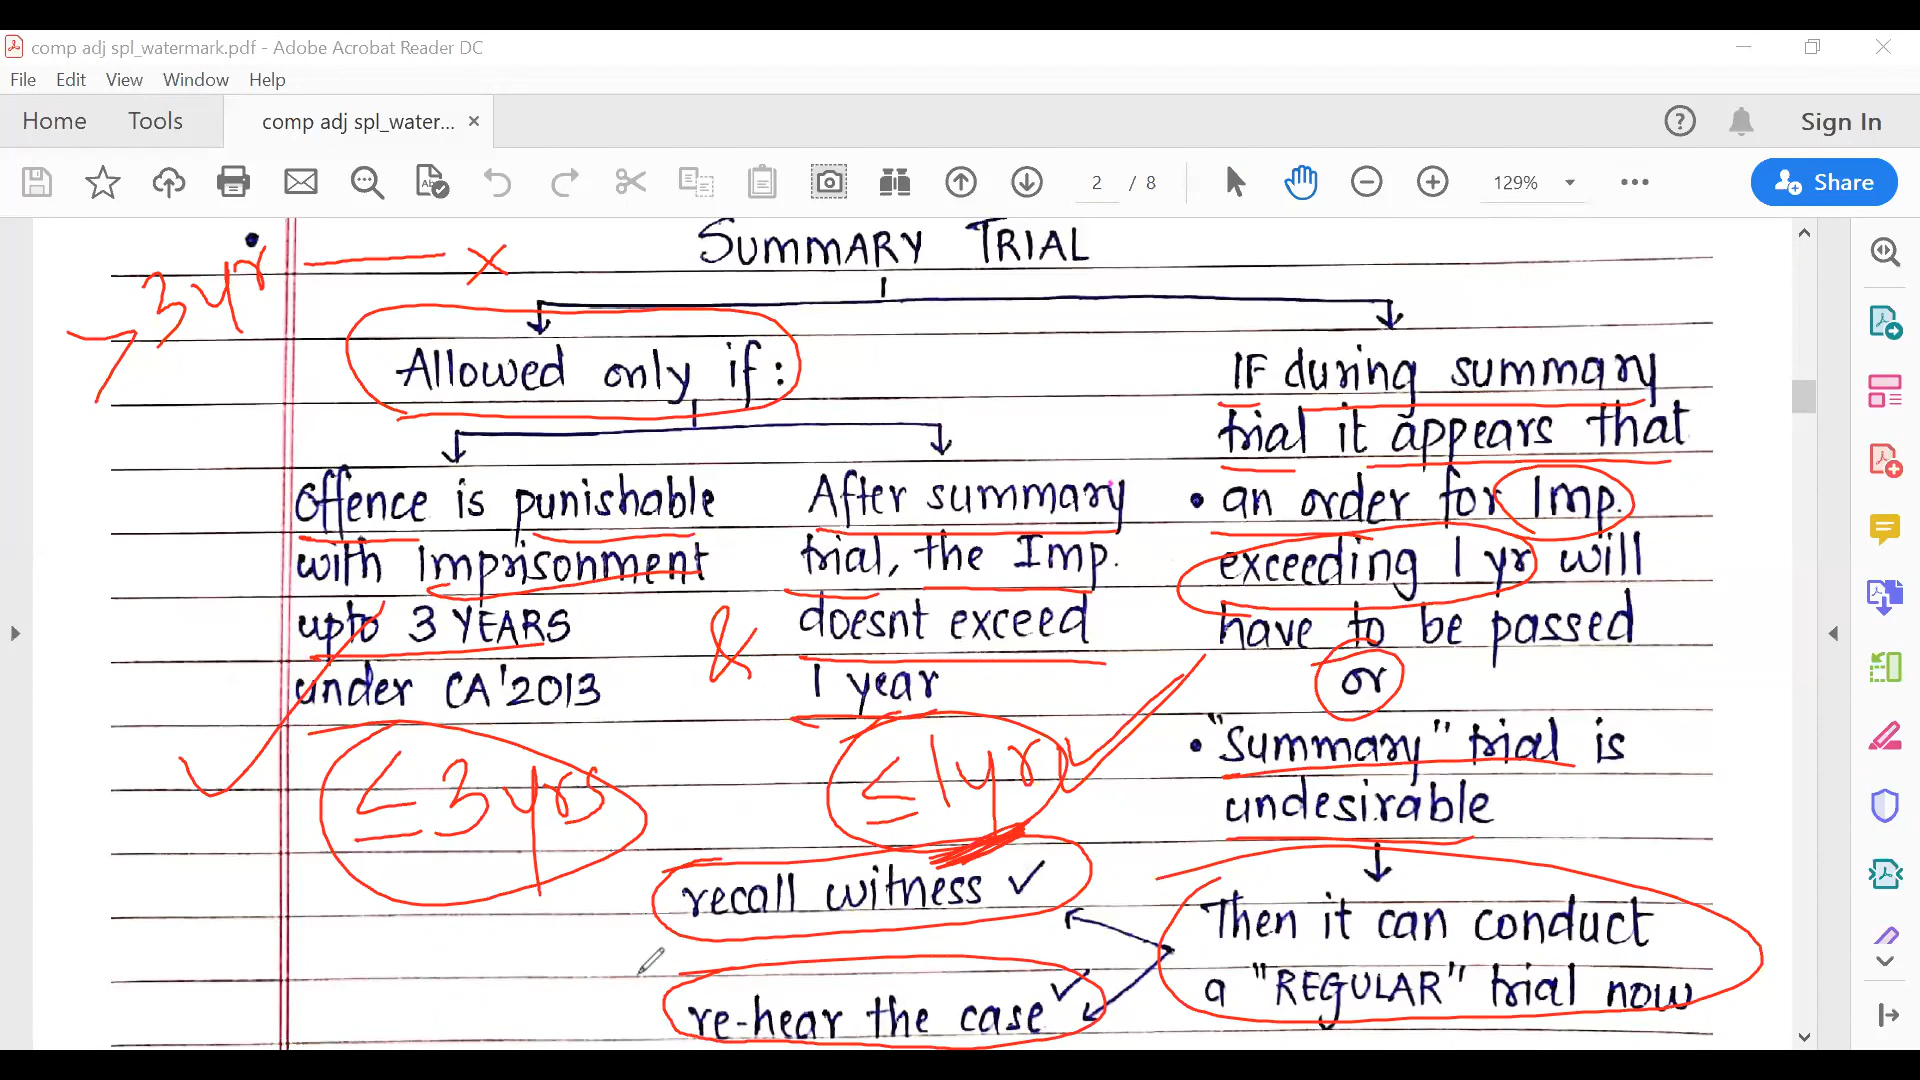 comp adj spl_watermark.pdf - Adobe Acrobat Reader DC
File Edit View Window Help
Home Tools comp adj spl_water... × Sign In
2 / 8 129% Share
SUMMARY TRIAL
> 3 yr — ×
Allowed only if:
Offence is punishable
with Imprisonment
upto 3 YEARS
under CA'2013
≤ 3 yrs
&
After summary
trial, the Imp.
doesnt exceed
1 year
≤ 1yr
IF during summary
trial it appears that
• an order for Imp.
exceeding 1 yr will
have to be passed
or
• "Summary" trial is
undesirable
Then it can conduct
a "REGULAR" trial now
recall witness ✓
re-hear the case ✓